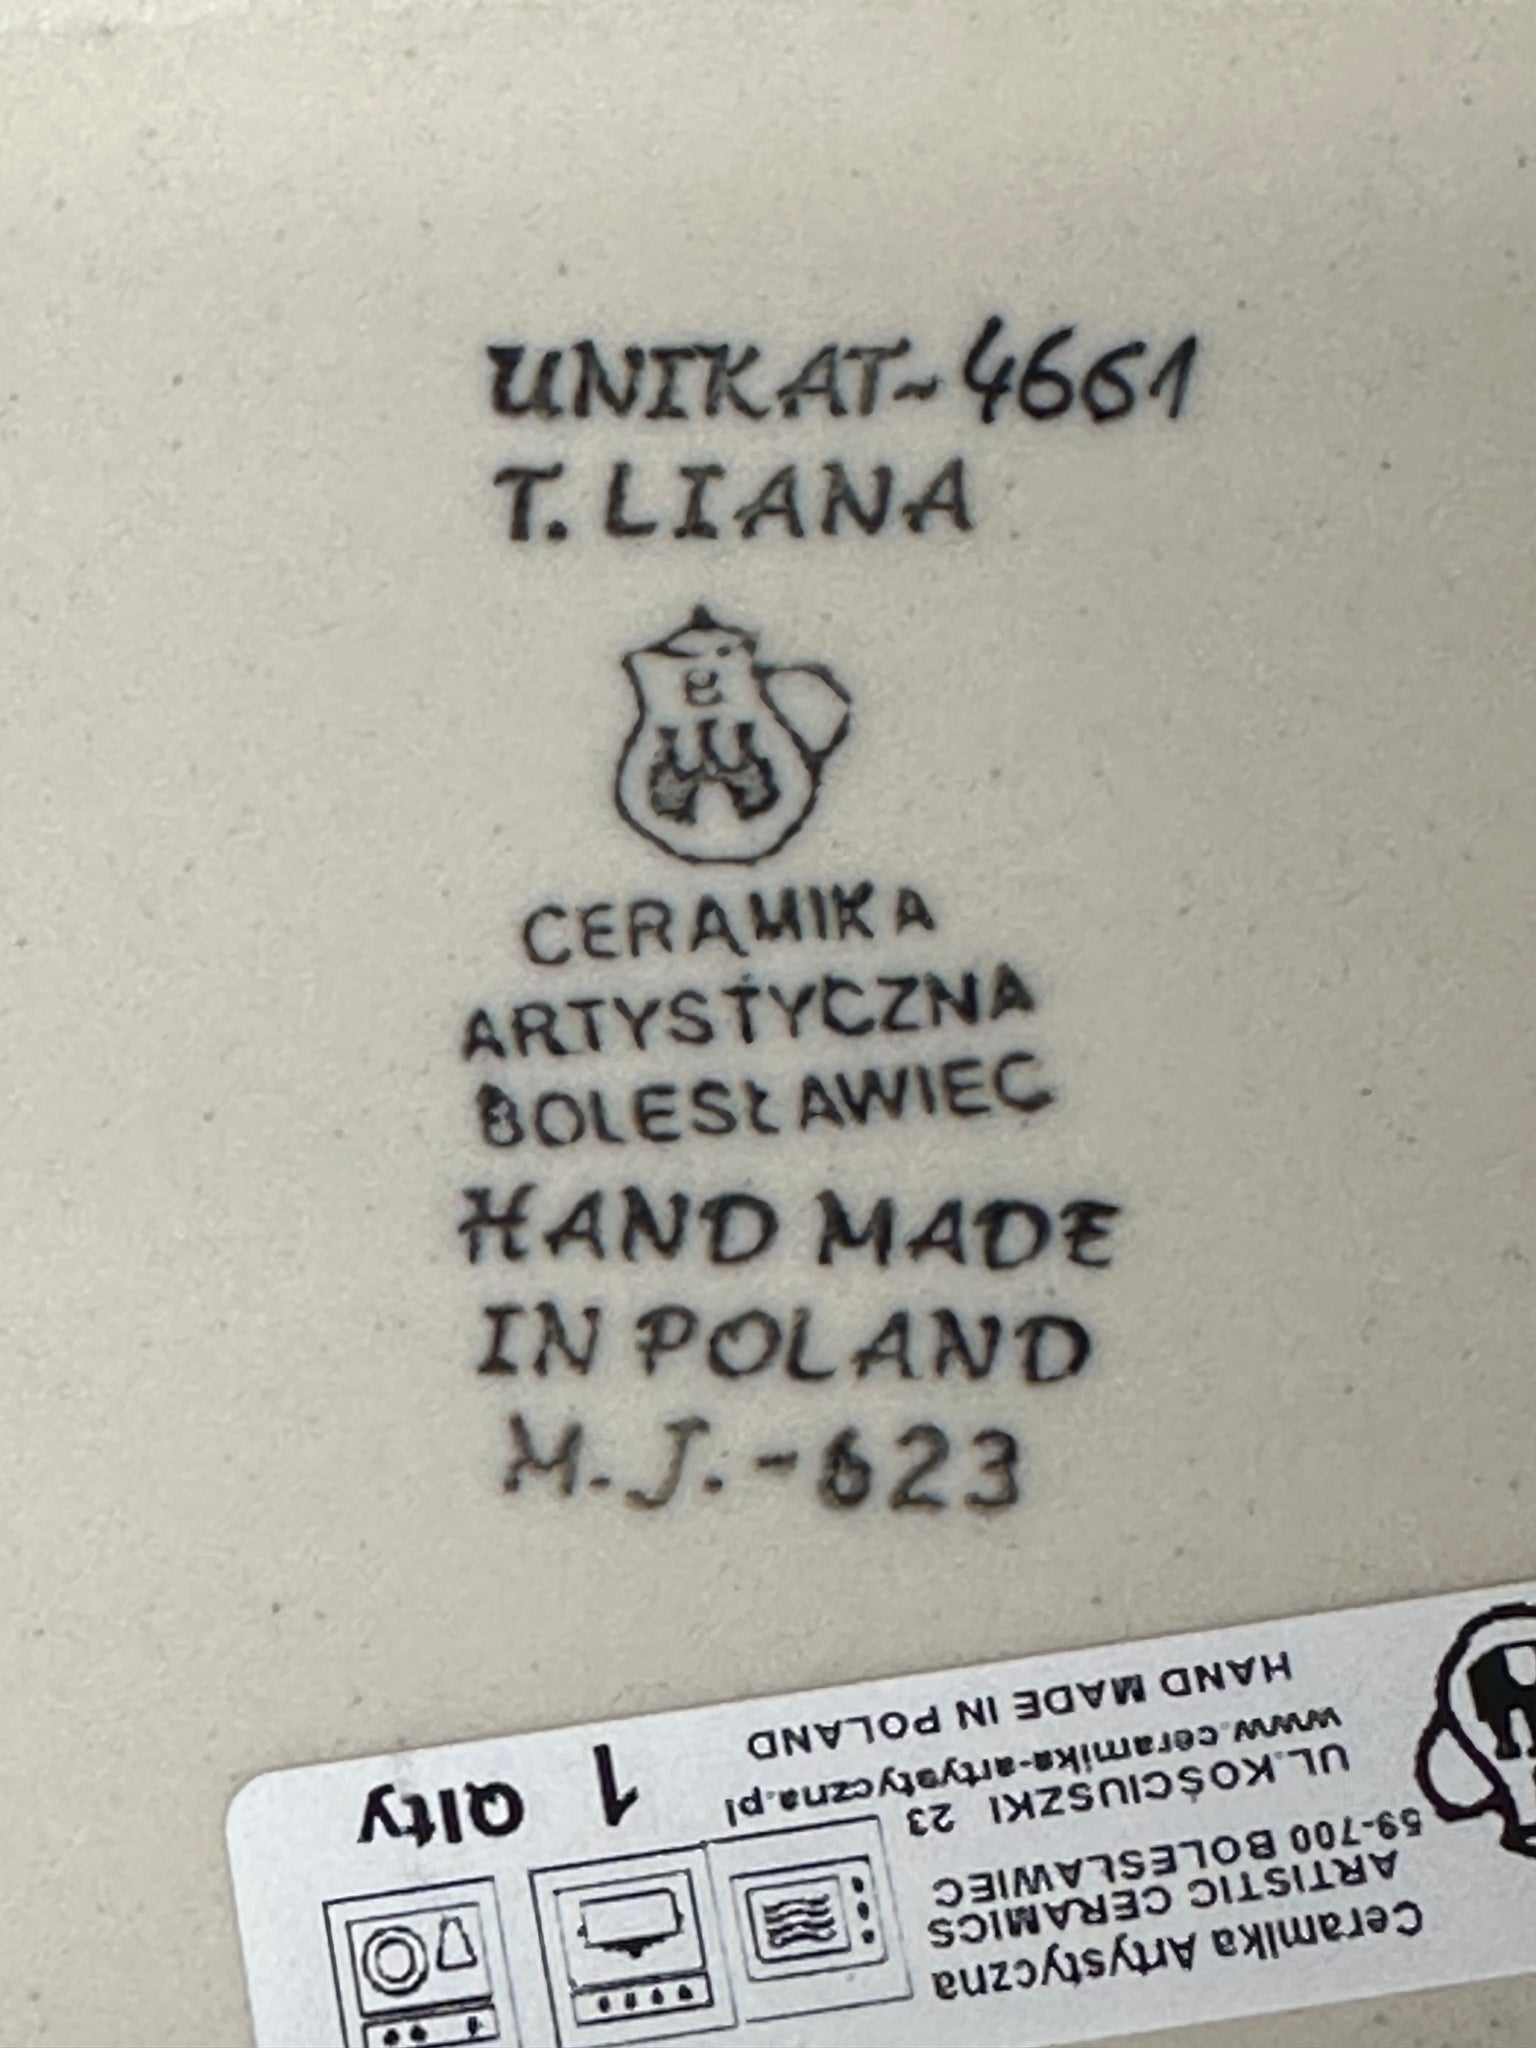 UNIKAT~4661
T. LIANA
CERAMIKA
ARTYSTYCZNA
BOLESŁAWIEC
HAND MADE
IN POLAND
M.J.-623
Ceramika Artystyczna
ARTISTIC CERAMICS
59-700 BOLESŁAWIEC
UL.KOŚCIUSZKI 23
www.ceramika-artystyczna.pl
HAND MADE IN POLAND
1 Qlty